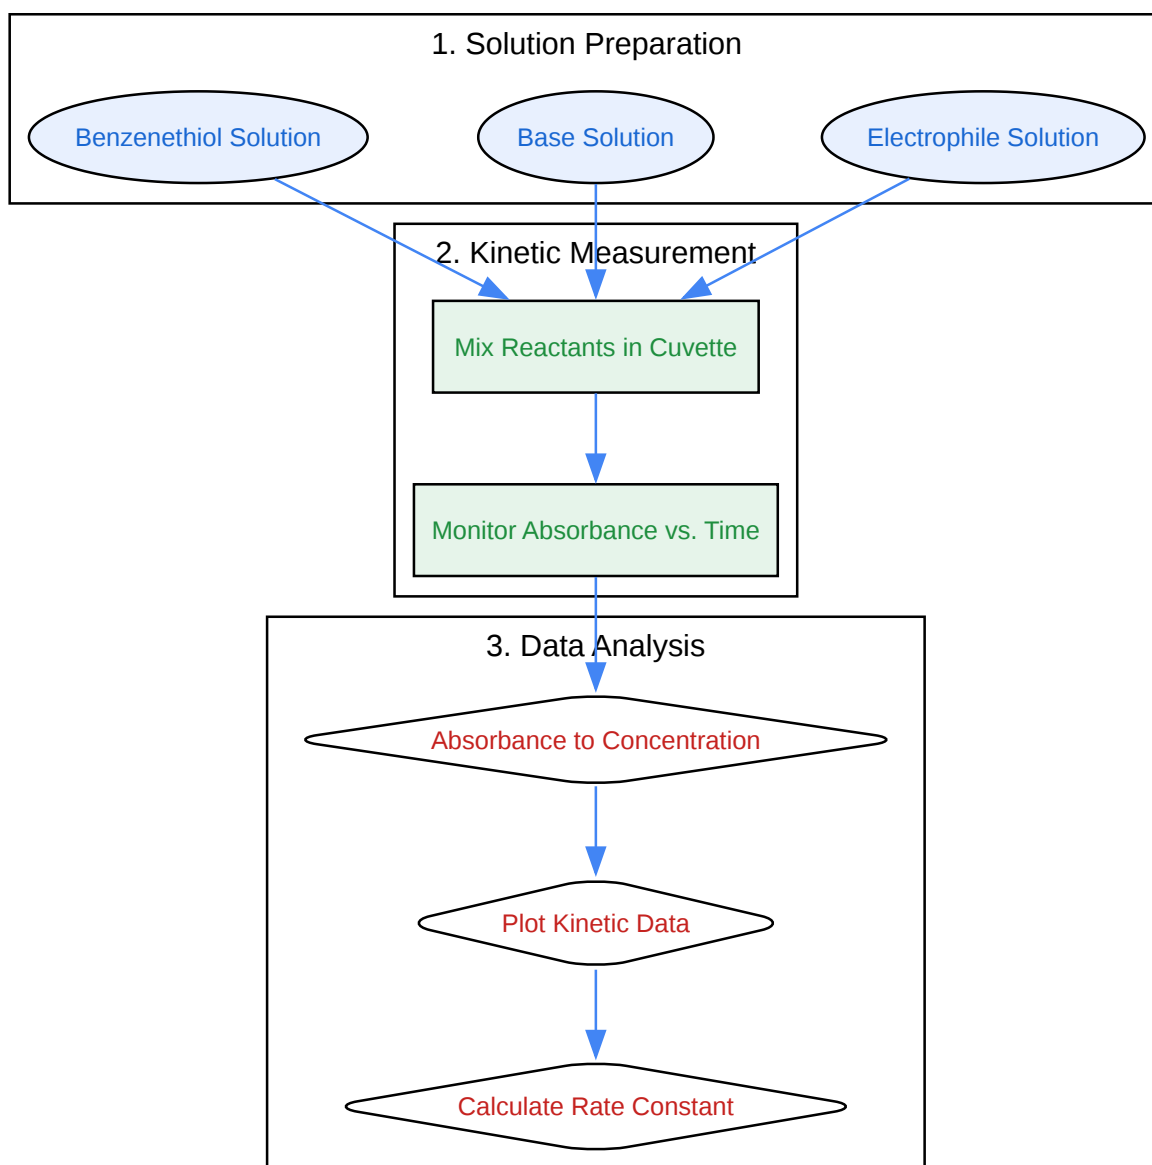 1. Solution Preparation
Benzenethiol Solution
Base Solution
Electrophile Solution
2. Kinetic Measurement
Mix Reactants in Cuvette
Monitor Absorbance vs. Time
3. Data Analysis
Absorbance to Concentration
Plot Kinetic Data
Calculate Rate Constant